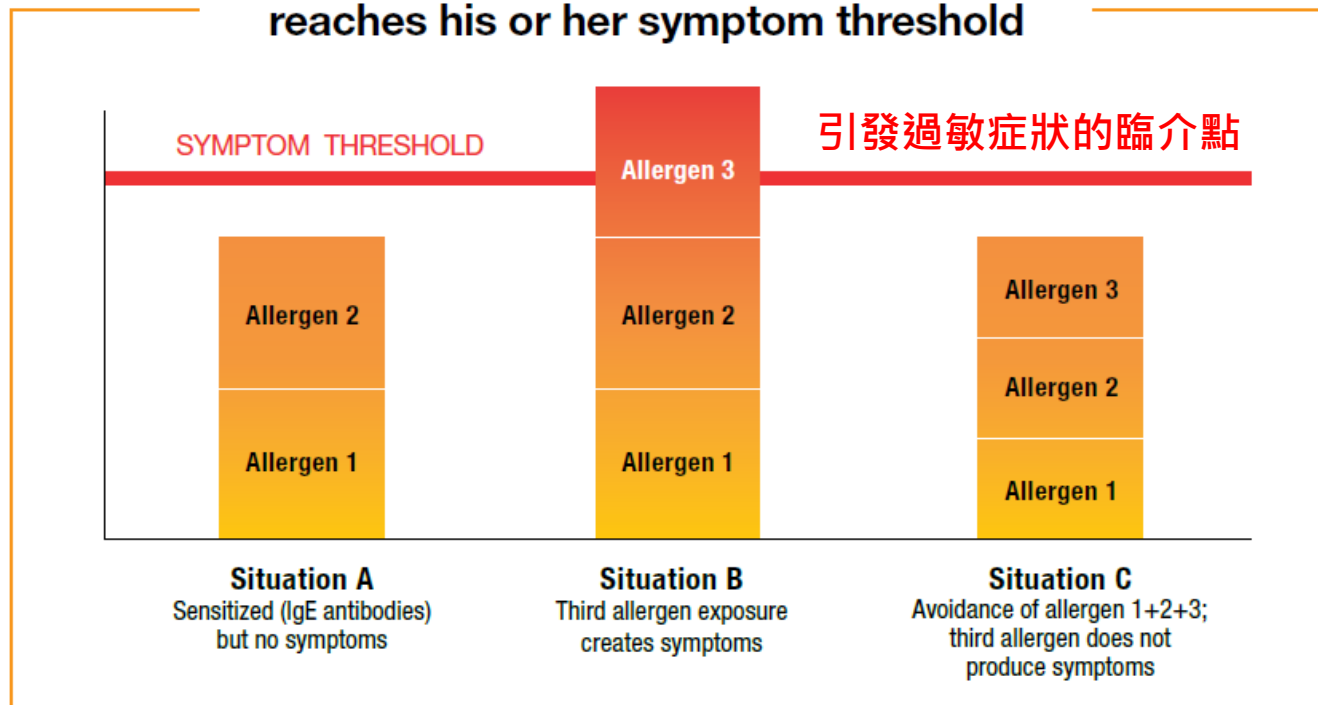 reaches his or her symptom threshold
SYMPTOM THRESHOLD
引發過敏症狀的臨介點
Allergen 3
Allergen 2
Allergen 1
Allergen 2
Allergen 1
Allergen 3
Allergen 2
Allergen 1
Situation A
Sensitized (IgE antibodies)
but no symptoms
Situation B
Third allergen exposure
creates symptoms
Situation C
Avoidance of allergen 1+2+3;
third allergen does not
produce symptoms